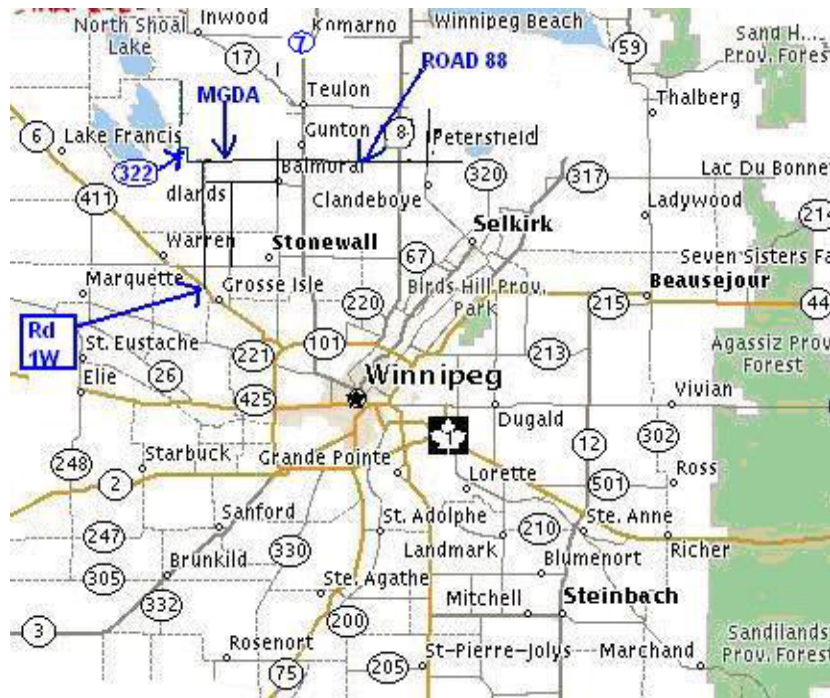 Inwood
Komarno
Winnipeg Beach
Sand H... 
Prov. Forest
North Shoal
Lake
7
59
17
ROAD 88
MGDA
Teulon
Thalberg
6
Lake Francis
Gunton
8
Petersfield
322
Balmoral
320
317
Lac Du Bonne
dlands
411
Clandeboye
Ladywood
214
Selkirk
Warren
Stonewall
67
Seven Sisters Fa
Marquette
Grosse Isle
Birds Hill Prov.
Park
220
Beausejour
215
44
Rd
1W
St. Eustache
221
101
213
Agassiz Prov
Forest
Elie
26
Winnipeg
425
Vivian
1
Dugald
12
302
248
Starbuck
Grande Pointe
2
Lorette
501
Ross
Sanford
St. Adolphe
210
Ste. Anne
247
330
Landmark
Richer
305
Brunkild
Blumenort
Ste. Agathe
332
Mitchell
Steinbach
3
200
Rosenort
St-Pierre-Jolys
Marchand
Sandilands
Prov. Forest
75
205